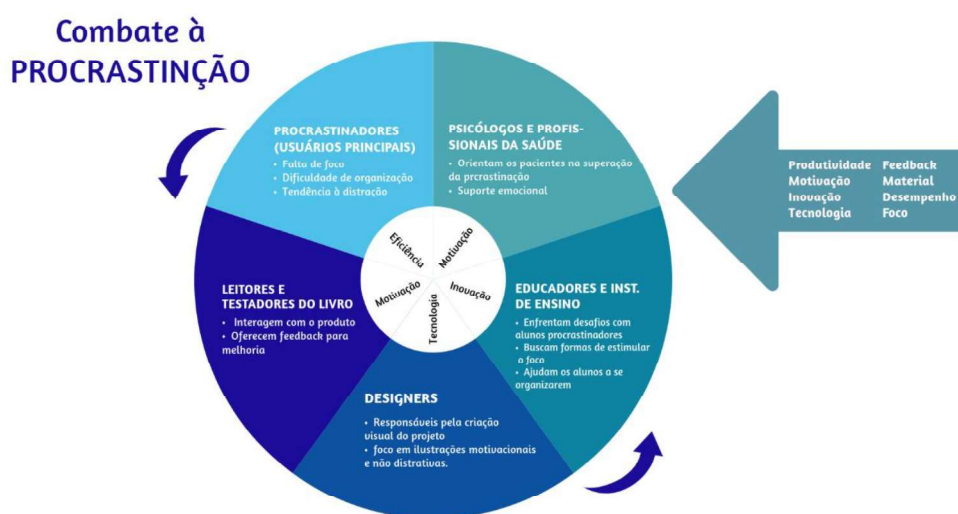 Combate à
PROCRASTINÇÃO
PROCRASTINADORES
(USUÁRIOS PRINCIPAIS)
• Falta de foco
• Dificuldade de organização
• Tendência à distração
PSICÓLOGOS E PROFIS-
SIONAIS DA SAÚDE
• Orientam os pacientes na superação
da prcrastinação
• Suporte emocional
Produtividade Feedback
Motivação Material
Inovação Desempenho
Tecnologia Foco
Eficiência
Motivação
Motivação
Inovação
Tecnologia
LEITORES E
TESTADORES DO LIVRO
• Interagem com o produto
• Oferecem feedback para
melhoria
EDUCADORES E INST.
DE ENSINO
• Enfrentam desafios com
alunos procrastinadores
• Buscam formas de estimular
o foco
• Ajudam os alunos a se
organizarem
DESIGNERS
• Responsáveis pela criação
visual do projeto
• foco em ilustrações motivacionais
e não distrativas.